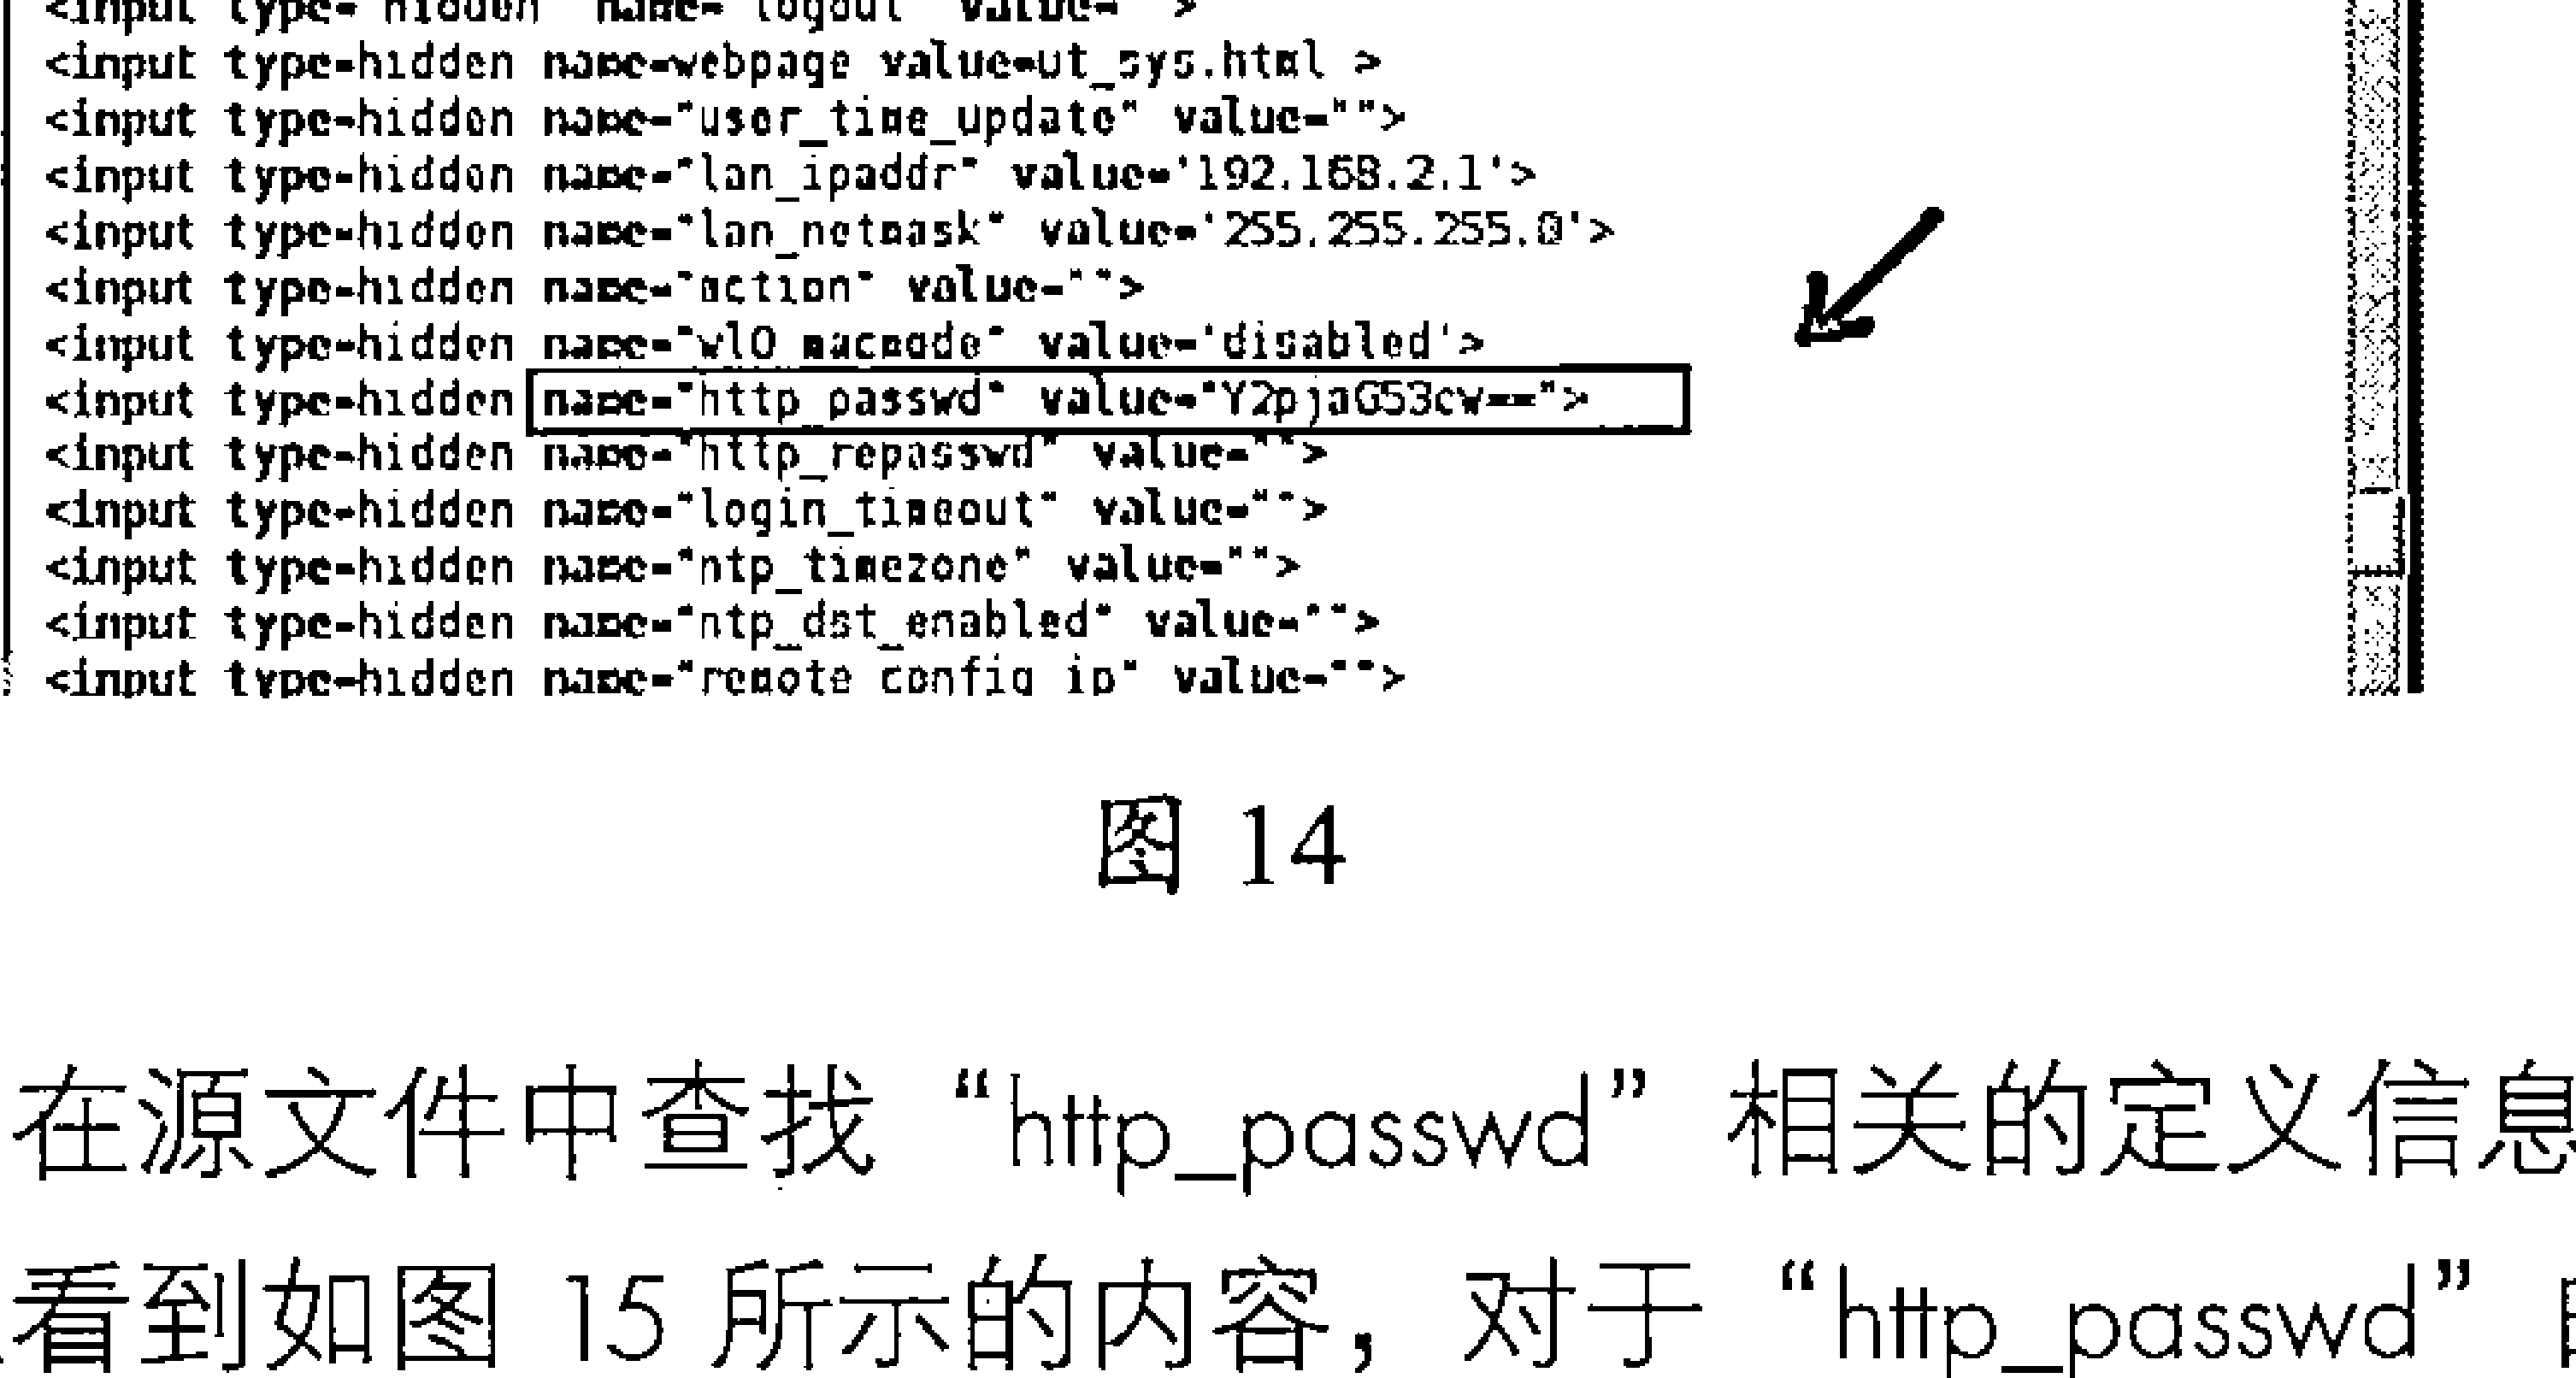 <input type="hidden" name="logout" value="">
<input type=hidden name=webpage value=ut_sys.html >
<input type=hidden name="user_time_update" value="">
<input type=hidden name="lan_ipaddr" value='192.168.2.1'>
<input type=hidden name="lan_netmask" value='255.255.255.0'>
<input type=hidden name="action" value="">
<input type=hidden name="wl0_macmode" value='disabled'>
<input type=hidden name="http_passwd" value="Y2pjaG53cw==">
<input type=hidden name="http_repasswd" value="">
<input type=hidden name="login_timeout" value="">
<input type=hidden name="ntp_timezone" value="">
<input type=hidden name="ntp_dst_enabled" value="">
<input type=hidden name="remote_config_ip" value="">
图 14
在源文件中查找 “http_passwd” 相关的定义信息
看到如图 15 所示的内容，对于 “http_passwd”